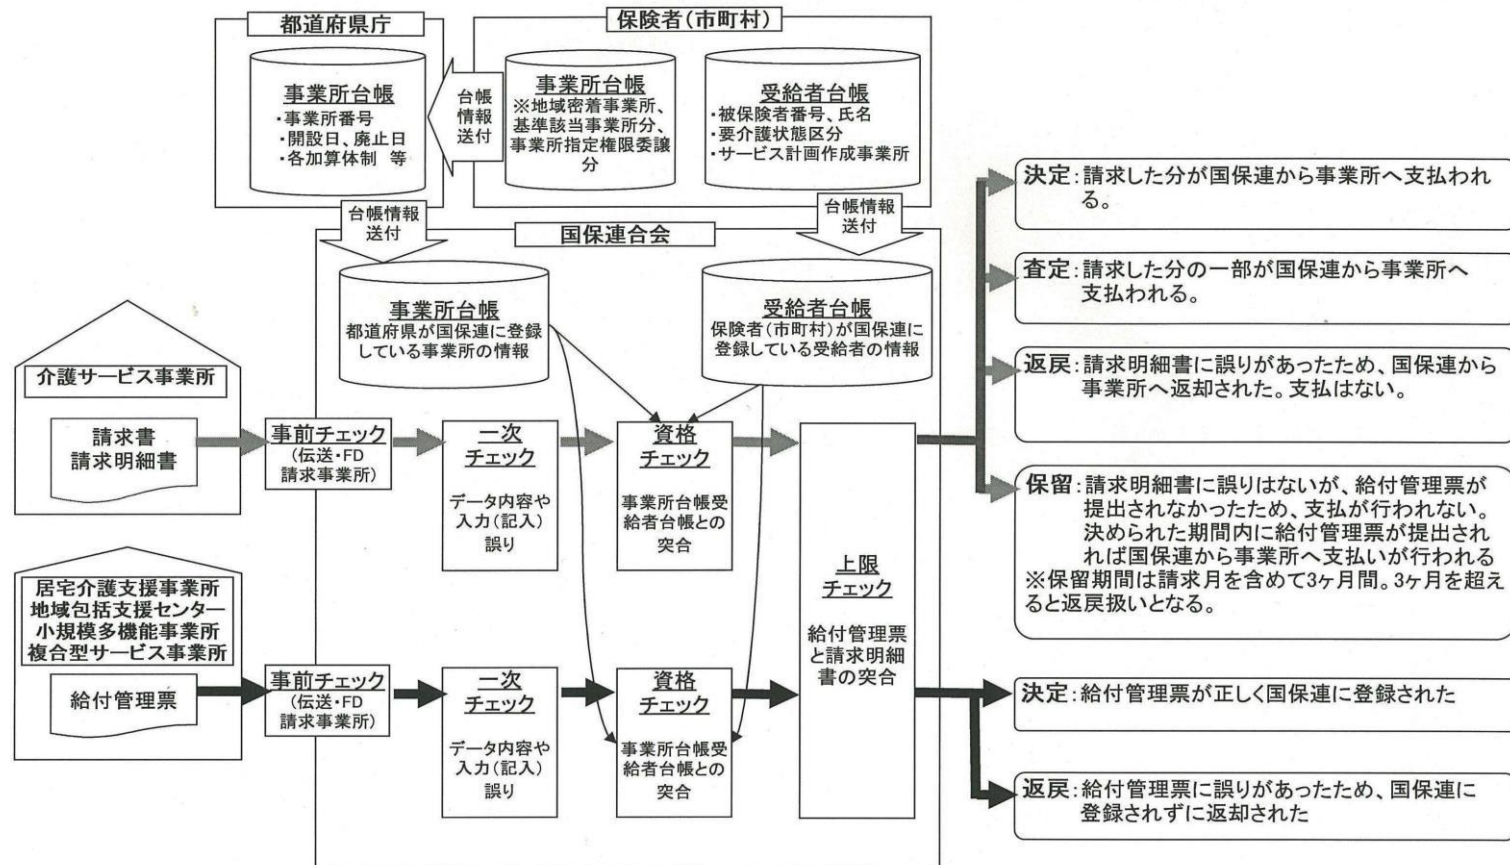 都道府県庁
事業所台帳
・事業所番号
・開設日、廃止日
・各加算体制 等
台帳
情報
送付
保険者(市町村)
事業所台帳
※地域密着事業所、
基準該当事業所分、
事業所指定権限委譲
分
受給者台帳
・被保険者番号、氏名
・要介護状態区分
・サービス計画作成事業所
台帳情報
送付
台帳情報
送付
国保連合会
事業所台帳
都道府県が国保連に登録
している事業所の情報
受給者台帳
保険者(市町村)が国保連に
登録している受給者の情報
介護サービス事業所
請求書
請求明細書
事前チェック
(伝送・FD
請求事業所)
一次
チェック
データ内容や
入力(記入)
誤り
資格
チェック
事業所台帳受
給者台帳との
突合
居宅介護支援事業所
地域包括支援センター
小規模多機能事業所
複合型サービス事業所
給付管理票
事前チェック
(伝送・FD
請求事業所)
一次
チェック
データ内容や
入力(記入)
誤り
資格
チェック
事業所台帳受
給者台帳との
突合
上限
チェック
給付管理票
と請求明細
書の突合
決定:請求した分が国保連から事業所へ支払われ
る。
査定:請求した分の一部が国保連から事業所へ
支払われる。
返戻:請求明細書に誤りがあったため、国保連から
事業所へ返却された。支払はない。
保留:請求明細書に誤りはないが、給付管理票が
提出されなかったため、支払が行われない。
決められた期間内に給付管理票が提出され
れば国保連から事業所へ支払いが行われる
※保留期間は請求月を含めて3ヶ月間。3ヶ月を超え
ると返戻扱いとなる。
決定:給付管理票が正しく国保連に登録された
返戻:給付管理票に誤りがあったため、国保連に
登録されずに返却された